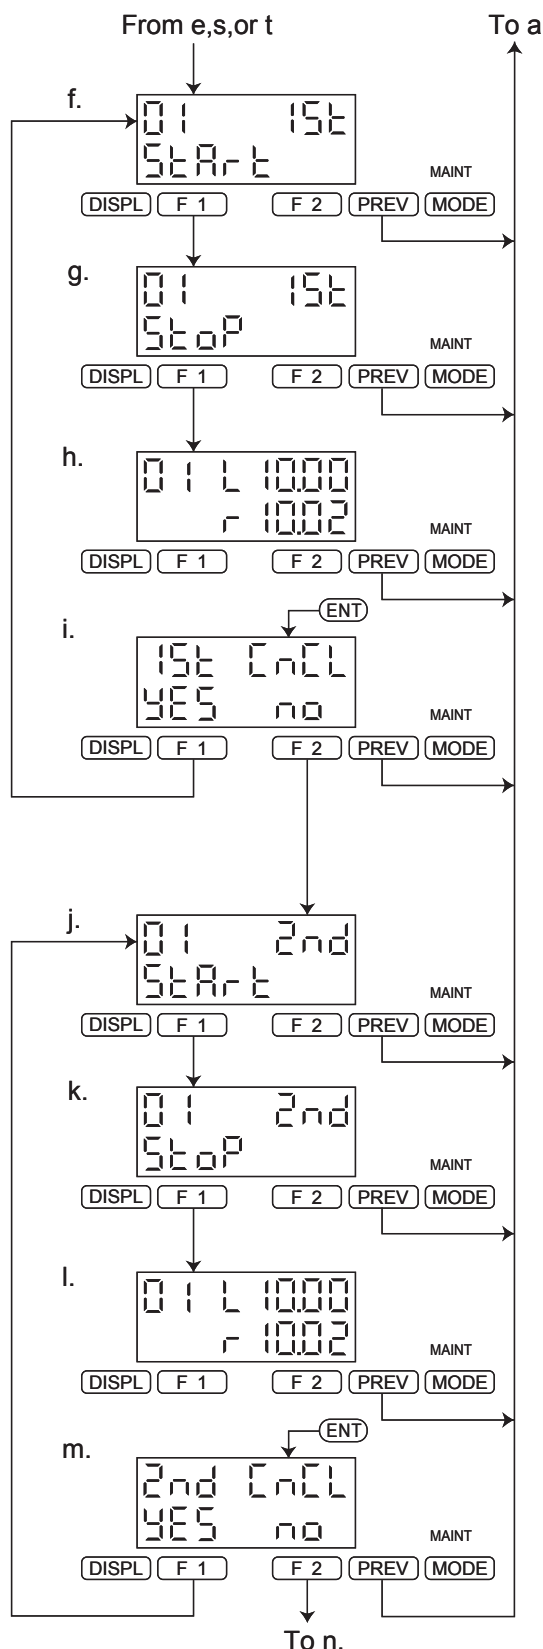 From e,s,or t To a
f.
01 1St
StArt
MAINT
DISPL F 1 F 2 PREV MODE
g.
01 1St
StoP
MAINT
DISPL F 1 F 2 PREV MODE
h.
01 L 10.00
r 10.02
MAINT
DISPL F 1 F 2 PREV MODE
ENT
i.
1St CnCL
YES no
MAINT
DISPL F 1 F 2 PREV MODE
j.
01 2nd
StArt
MAINT
DISPL F 1 F 2 PREV MODE
k.
01 2nd
StoP
MAINT
DISPL F 1 F 2 PREV MODE
l.
01 L 10.00
r 10.02
MAINT
DISPL F 1 F 2 PREV MODE
ENT
m.
2nd CnCL
YES no
MAINT
DISPL F 1 F 2 PREV MODE
To n.